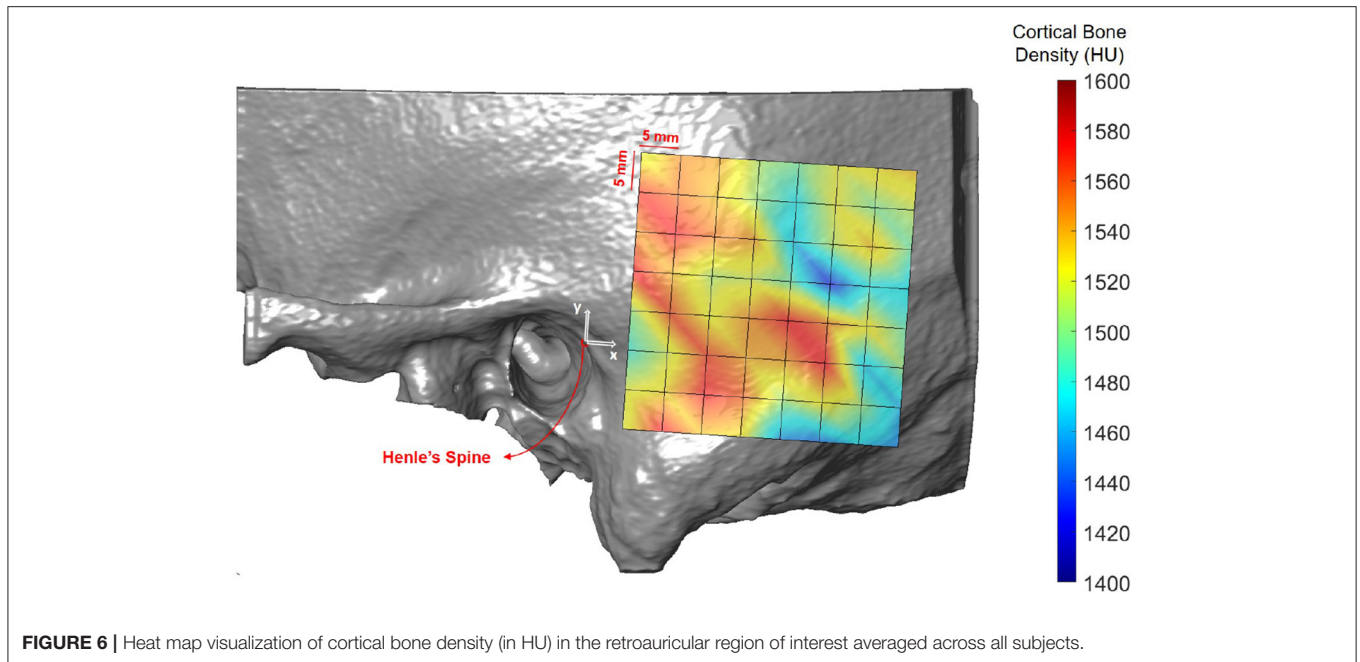 Cortical Bone
Density (HU)
1600
1580
1560
1540
1520
1500
1480
1460
1440
1420
1400
5 mm
5 mm
y
x
Henle's Spine
FIGURE 6 | Heat map visualization of cortical bone density (in HU) in the retroauricular region of interest averaged across all subjects.